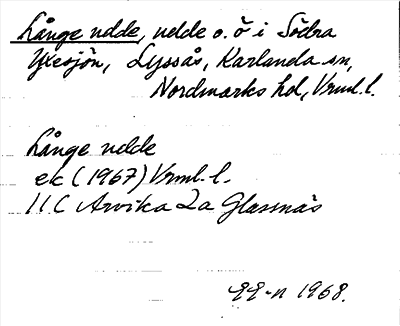 Långe udde, udde o. ö i Södra
Yxesjön, Lyssås, Karlanda sn,
Nordmarks hd, Vrml. l.
Långe udde
ek (1967) Vrml. l.
11 C Arvika 2a Glasnäs
1968.